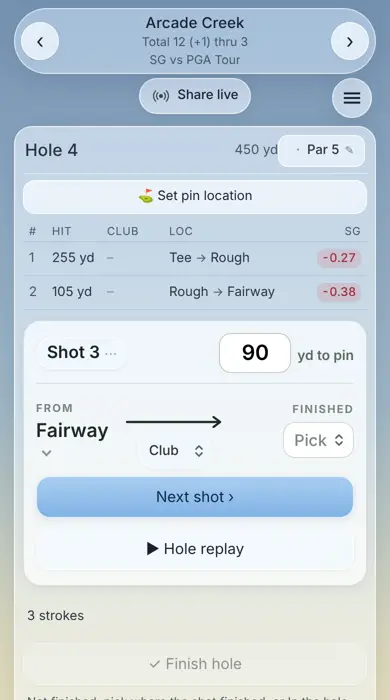 Arcade Creek
Total 12 (+1) thru 3
SG vs PGA Tour
Share live
Hole 4 450 yd · Par 5 ✎
⛳ Set pin location
# HIT CLUB LOC SG
1 255 yd – Tee → Rough -0.27
2 105 yd – Rough → Fairway -0.38
Shot 3 ··· 90 yd to pin
FROM FINISHED
Fairway Club Pick
Next shot ›
▶ Hole replay
3 strokes
✓ Finish hole